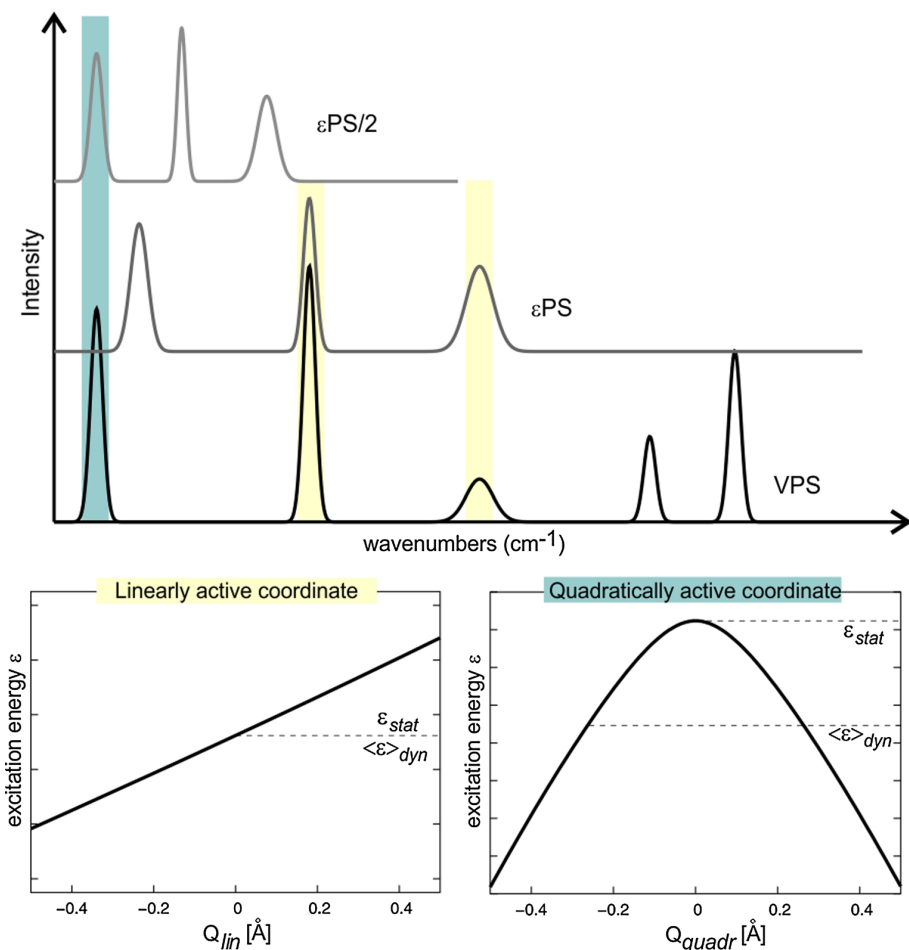 Intensity
εPS/2
εPS
VPS
wavenumbers (cm-1)
Linearly active coordinate
excitation energy ε
εstat
<ε>dyn
−0.4 −0.2 0 0.2 0.4
Qlin [Å]
Quadratically active coordinate
excitation energy ε
εstat
<ε>dyn
−0.4 −0.2 0 0.2 0.4
Qquadr [Å]